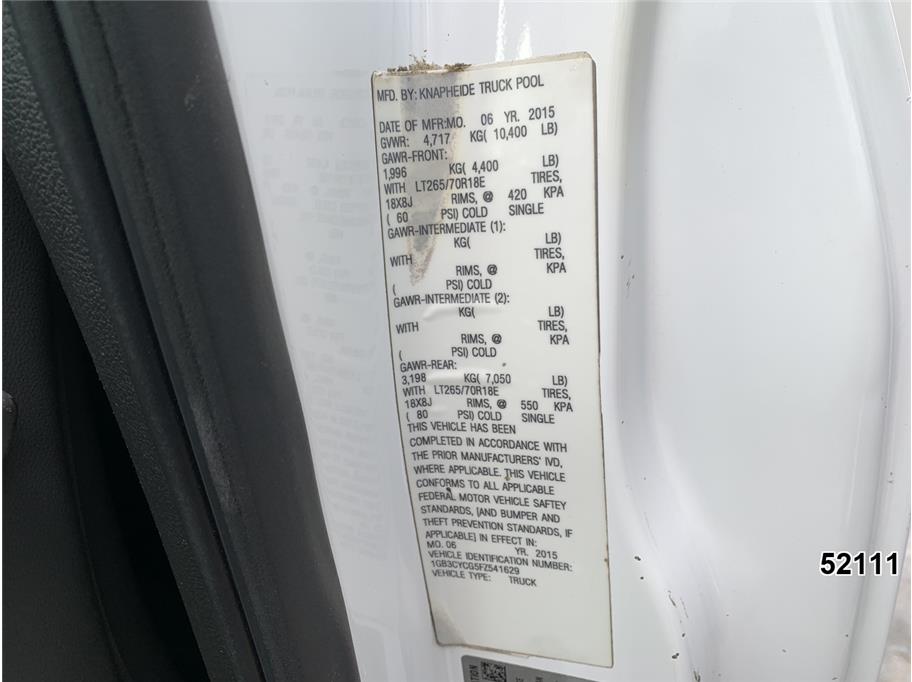 MFD. BY: KNAPHEIDE TRUCK POOL
DATE OF MFR:MO. 06 YR. 2015
GVWR: 4,717 KG( 10,400 LB)
GAWR-FRONT:
1,996 KG( 4,400 LB)
WITH LT265/70R18E TIRES,
18X8J RIMS, @ 420 KPA
( 60 PSI) COLD SINGLE
GAWR-INTERMEDIATE (1):
KG( LB)
WITH TIRES,
RIMS, @ KPA
( PSI) COLD
GAWR-INTERMEDIATE (2):
KG( LB)
WITH TIRES,
RIMS, @ KPA
( PSI) COLD
GAWR-REAR:
3,198 KG( 7,050 LB)
WITH LT265/70R18E TIRES,
18X8J RIMS, @ 550 KPA
( 80 PSI) COLD SINGLE
THIS VEHICLE HAS BEEN
COMPLETED IN ACCORDANCE WITH
THE PRIOR MANUFACTURERS' IVD,
WHERE APPLICABLE. THIS VEHICLE
CONFORMS TO ALL APPLICABLE
FEDERAL MOTOR VEHICLE SAFTEY
STANDARDS, [AND BUMPER AND
THEFT PREVENTION STANDARDS, IF
APPLICABLE] IN EFFECT IN:
MO. 06 YR. 2015
VEHICLE IDENTIFICATION NUMBER:
1GB3CYCG5FZ541629
VEHICLE TYPE: TRUCK
52111